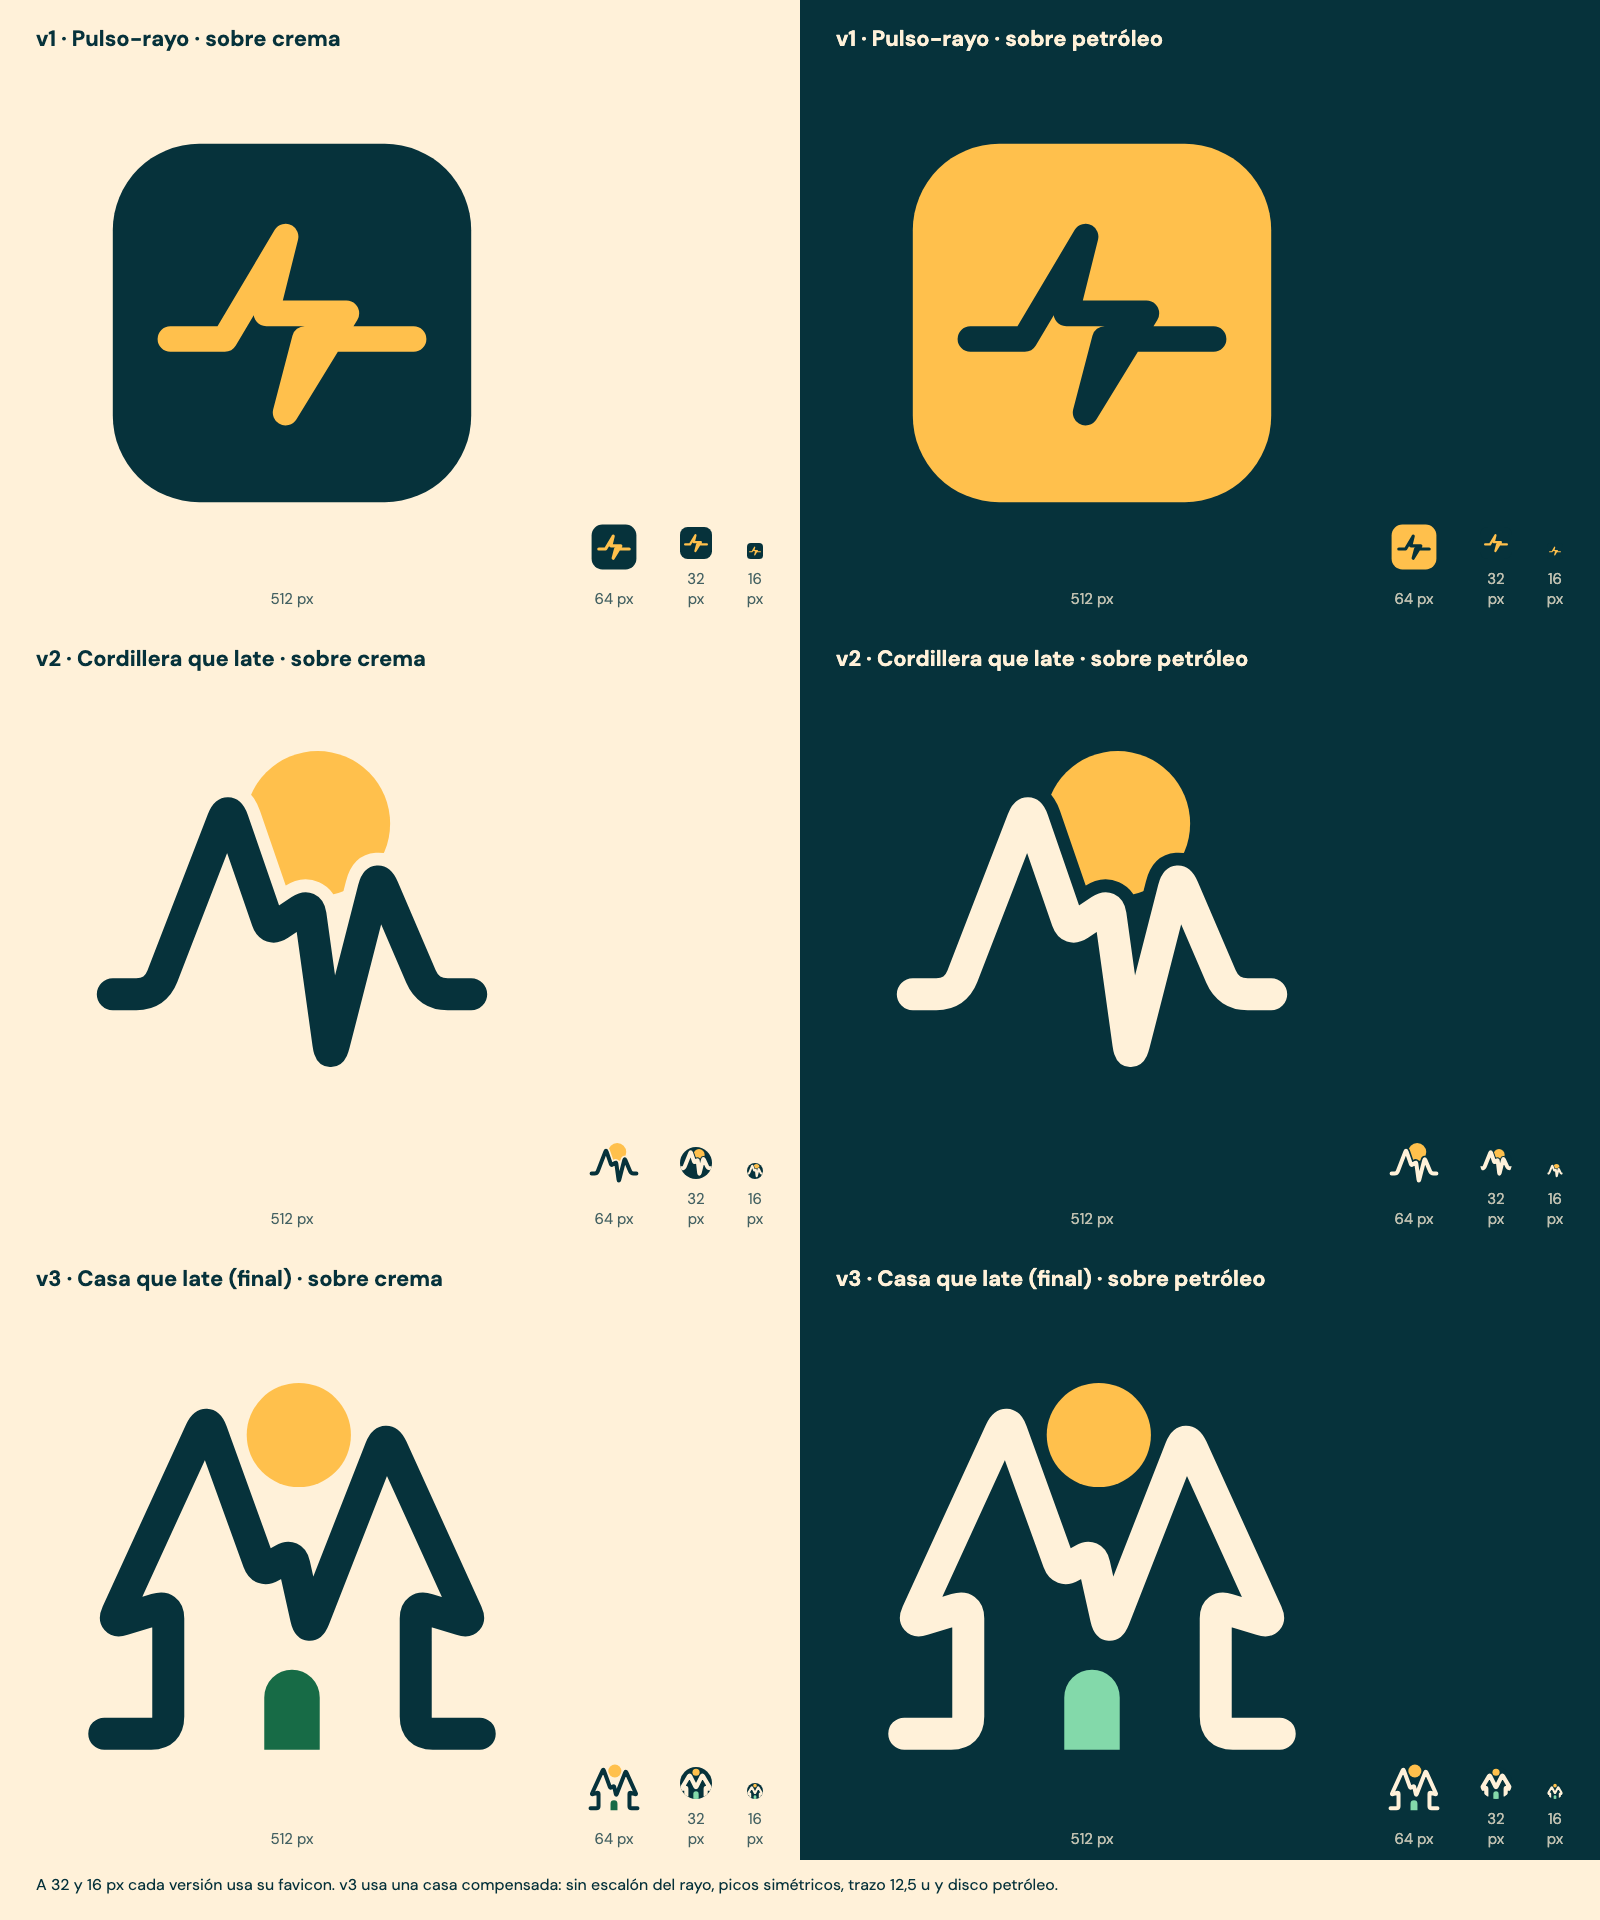 v1 · Pulso-rayo · sobre crema
v1 · Pulso-rayo · sobre petróleo
512 px
64 px
32
px
16
px
512 px
64 px
32
px
16
px
v2 · Cordillera que late · sobre crema
v2 · Cordillera que late · sobre petróleo
512 px
64 px
32
px
16
px
512 px
64 px
32
px
16
px
v3 · Casa que late (final) · sobre crema
v3 · Casa que late (final) · sobre petróleo
512 px
64 px
32
px
16
px
512 px
64 px
32
px
16
px
A 32 y 16 px cada versión usa su favicon. v3 usa una casa compensada: sin escalón del rayo, picos simétricos, trazo 12,5 u y disco petróleo.